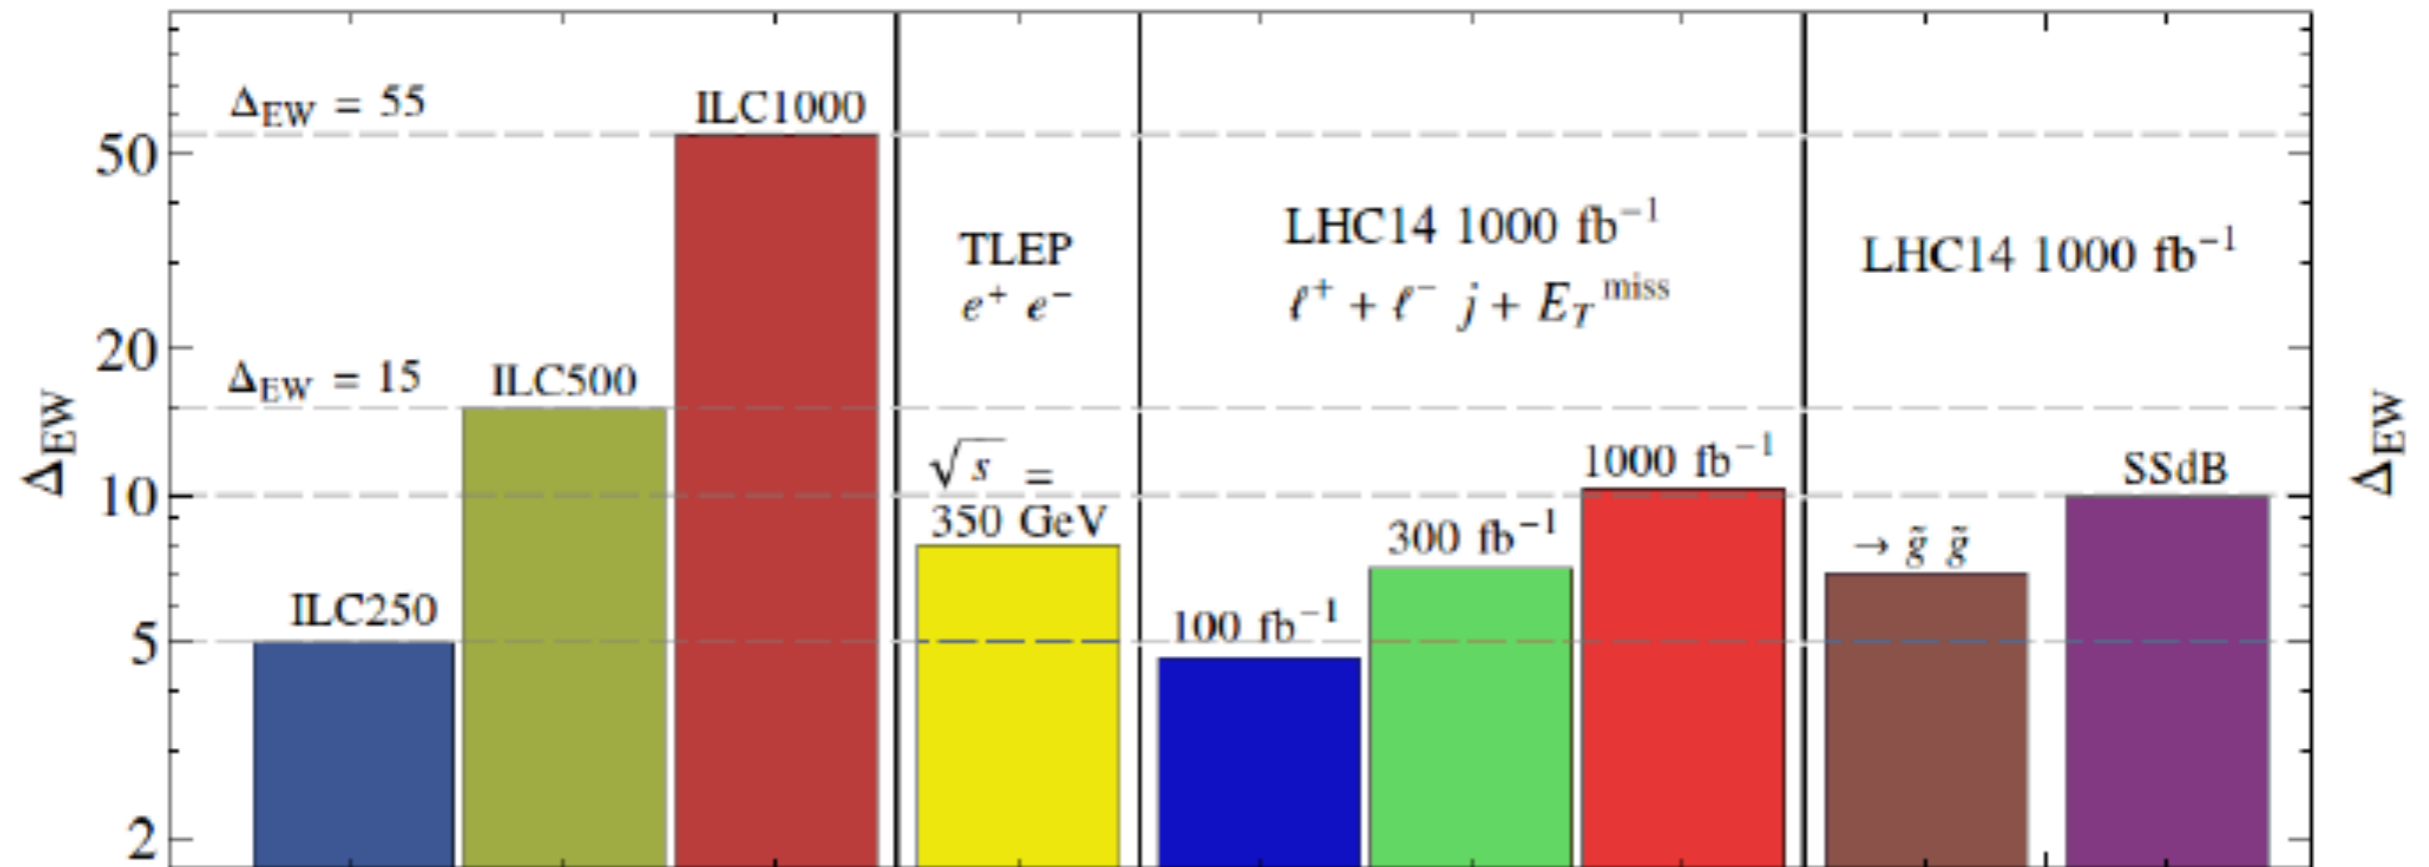 Δ_EW = 55
ILC1000
50
TLEP
e⁺ e⁻
LHC14 1000 fb⁻¹
ℓ⁺ + ℓ⁻ j + E_T^miss
LHC14 1000 fb⁻¹
20
Δ_EW = 15
ILC500
Δ_EW
√s =
350 GeV
1000 fb⁻¹
SSdB
Δ_EW
10
300 fb⁻¹
→ g̃ g̃
ILC250
100 fb⁻¹
5
2